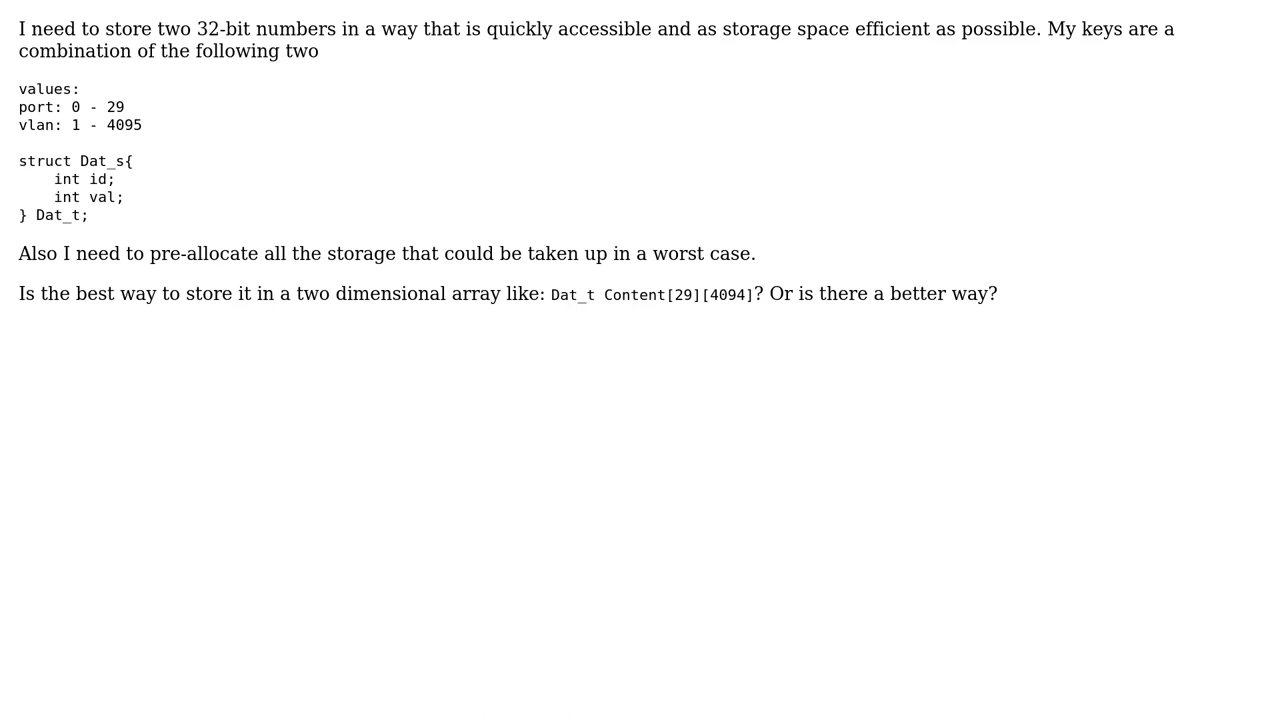 I need to store two 32-bit numbers in a way that is quickly accessible and as storage space efficient as possible. My keys are a
combination of the following two
values:
port: 0 - 29
vlan: 1 - 4095
struct Dat_s{
    int id;
    int val;
} Dat_t;
Also I need to pre-allocate all the storage that could be taken up in a worst case.
Is the best way to store it in a two dimensional array like: Dat_t Content[29][4094]? Or is there a better way?